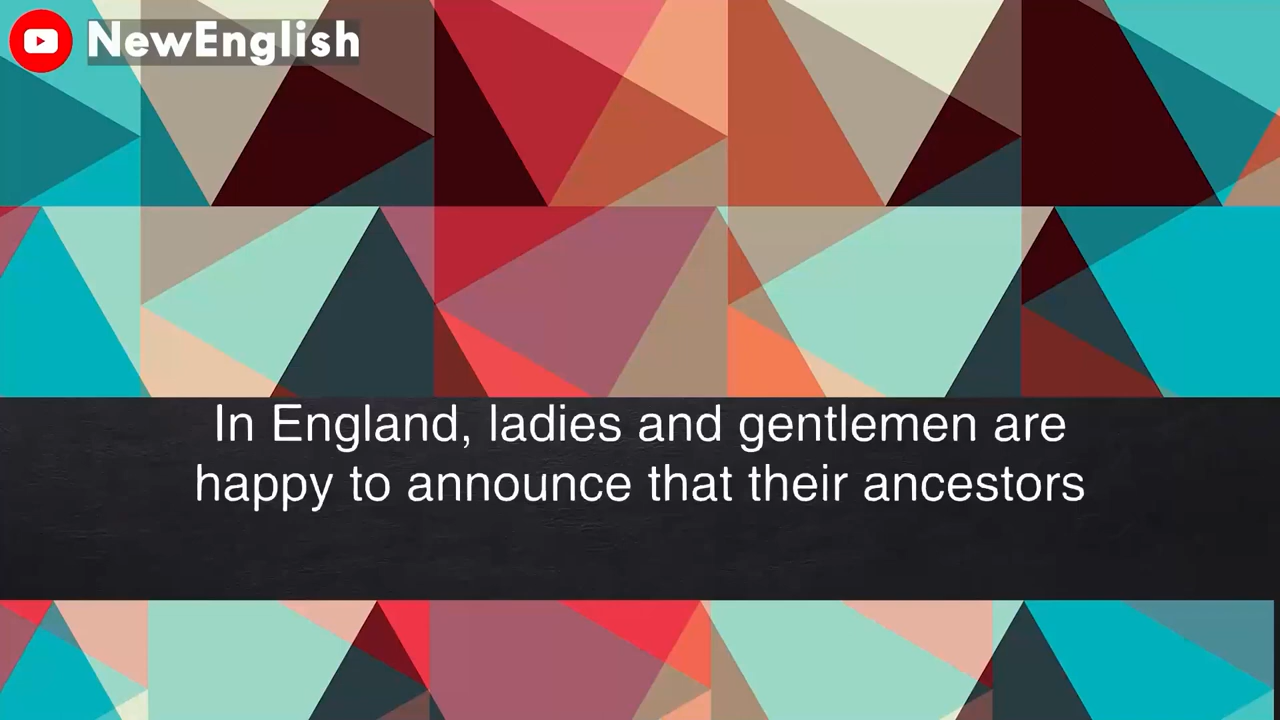 NewEnglish
In England, ladies and gentlemen are
happy to announce that their ancestors